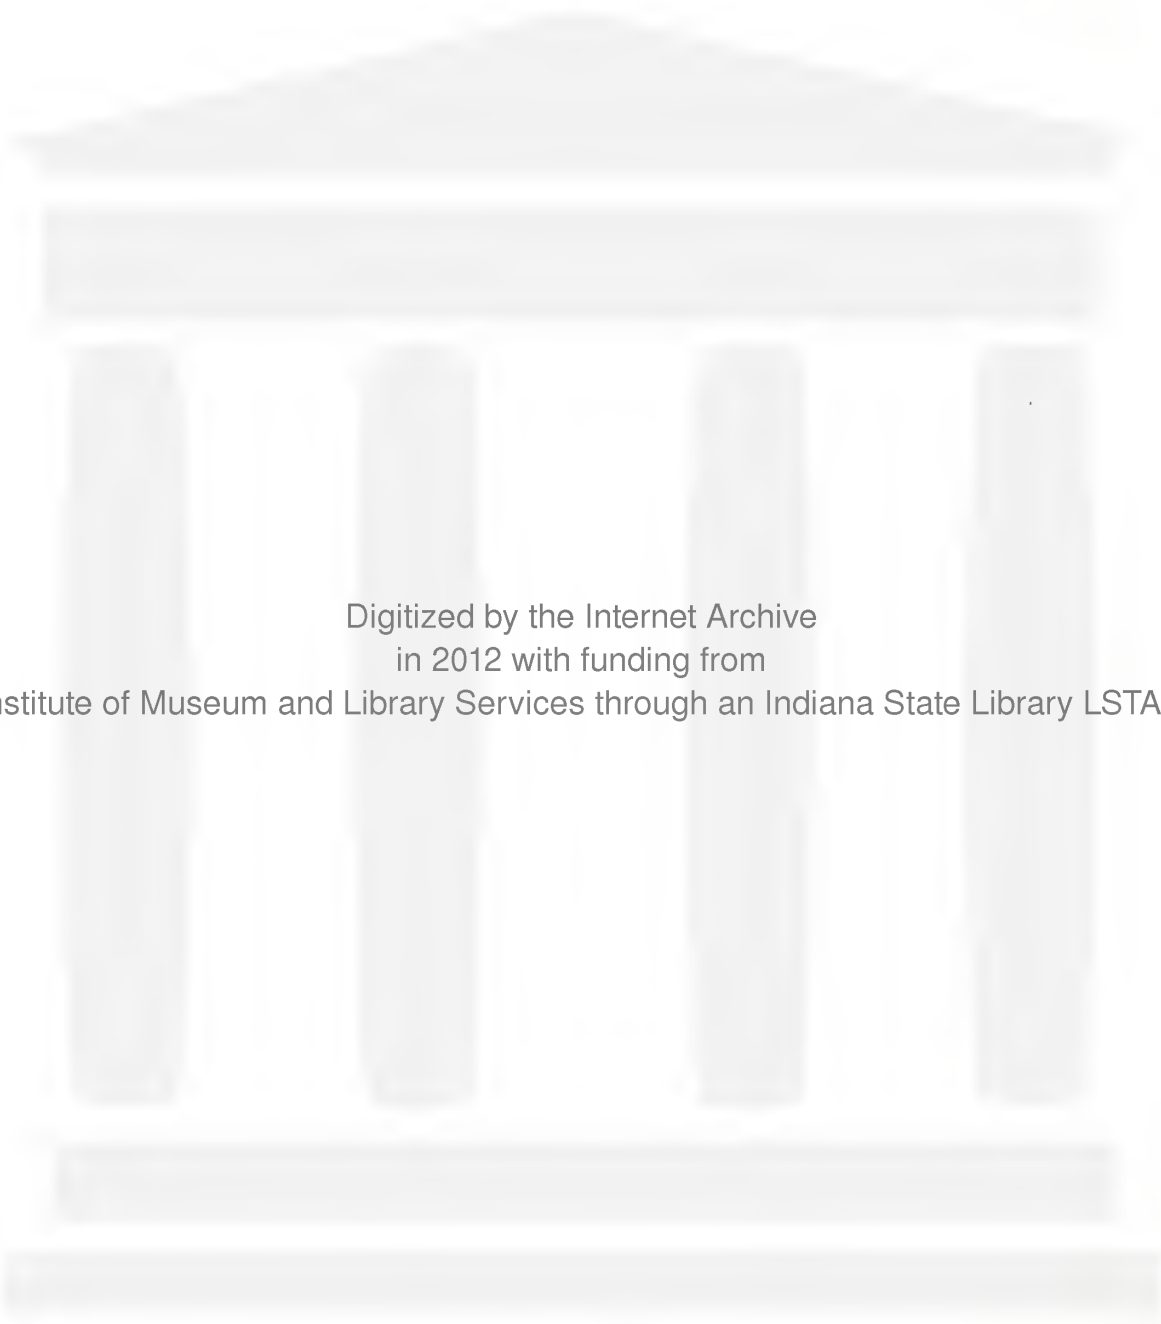 Digitized by the Internet Archive
in 2012 with funding from
nstitute of Museum and Library Services through an Indiana State Library LSTA